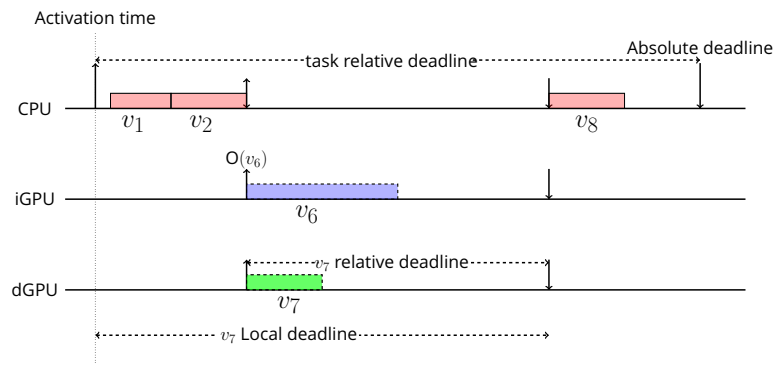 Activation time
Absolute deadline
task relative deadline
CPU
v1 v2 v8
O(v6)
iGPU
v6
v7 relative deadline
dGPU
v7
v7 Local deadline